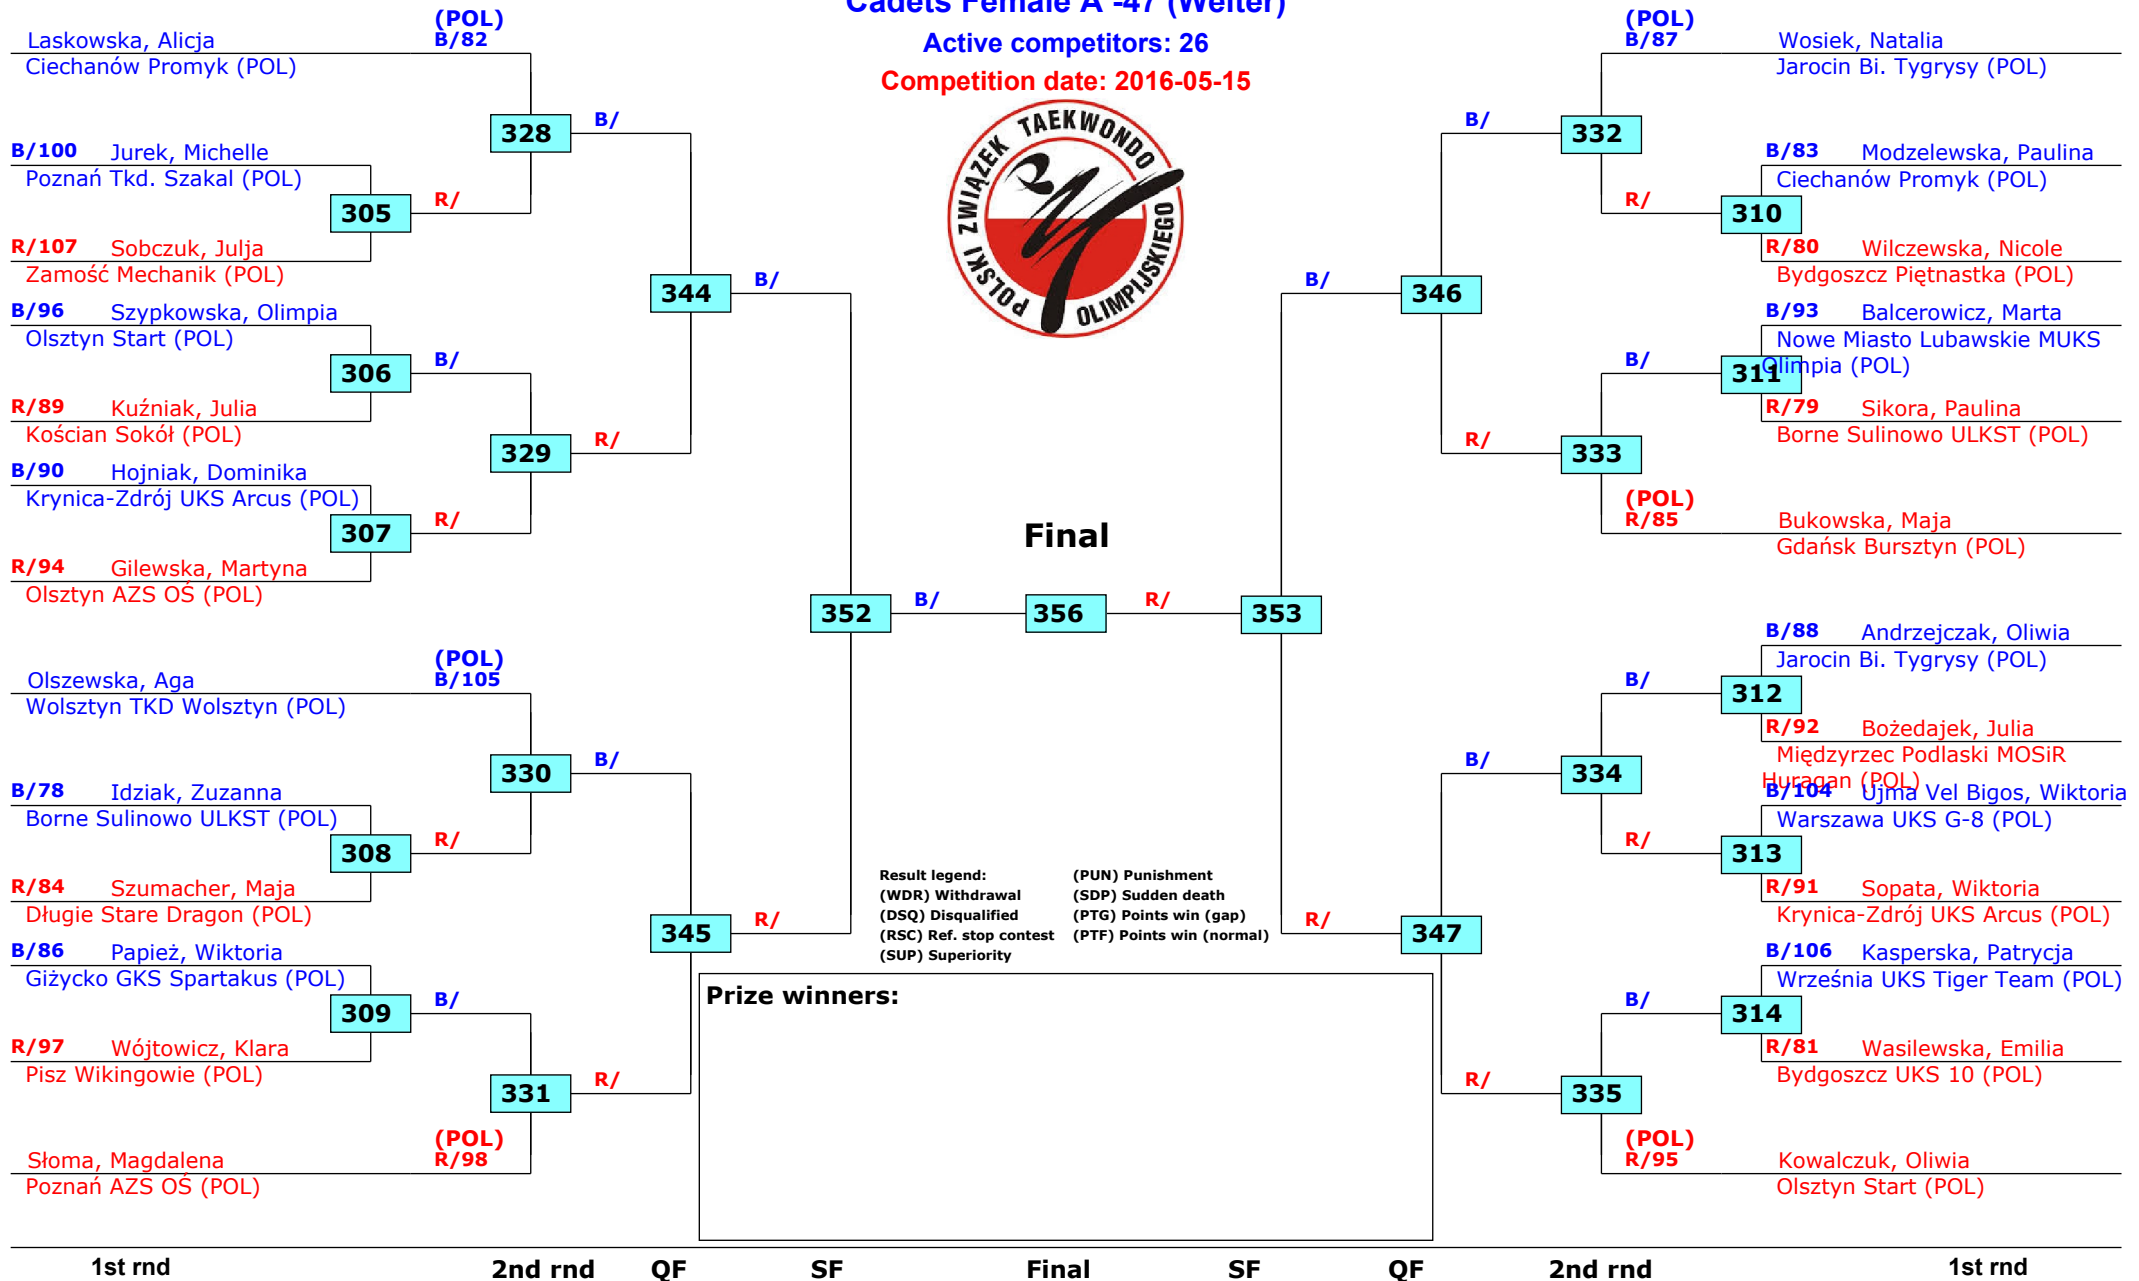 Cadets Female A -47 (Welter)
Active competitors: 26
Competition date: 2016-05-15
POLSKI ZWIĄZEK TAEKWONDO OLIMPIJSKIEGO
(POL)
Laskowska, Alicja B/82
Ciechanów Promyk (POL)
328
B/
B/100 Jurek, Michelle
Poznań Tkd. Szakal (POL)
305
R/
R/107 Sobczuk, Julja
Zamość Mechanik (POL)
344
B/
B/96 Szypkowska, Olimpia
Olsztyn Start (POL)
306
B/
R/89 Kuźniak, Julia
Kościan Sokół (POL)
329
R/
B/90 Hojniak, Dominika
Krynica-Zdrój UKS Arcus (POL)
307
R/
R/94 Gilewska, Martyna
Olsztyn AZS OŚ (POL)
352
B/
(POL)
Olszewska, Aga B/105
Wolsztyn TKD Wolsztyn (POL)
330
B/
B/78 Idziak, Zuzanna
Borne Sulinowo ULKST (POL)
308
R/
R/84 Szumacher, Maja
Długie Stare Dragon (POL)
345
R/
B/86 Papież, Wiktoria
Giżycko GKS Spartakus (POL)
309
B/
R/97 Wójtowicz, Klara
Pisz Wikingowie (POL)
331
R/
(POL)
Słoma, Magdalena R/98
Poznań AZS OŚ (POL)
Final
356
R/
353
(POL)
B/87 Wosiek, Natalia
Jarocin Bi. Tygrysy (POL)
B/
332
B/83 Modzelewska, Paulina
Ciechanów Promyk (POL)
R/
310
R/80 Wilczewska, Nicole
Bydgoszcz Piętnastka (POL)
B/
346
B/93 Balcerowicz, Marta
Nowe Miasto Lubawskie MUKS
Olimpia (POL)
B/
311
R/79 Sikora, Paulina
Borne Sulinowo ULKST (POL)
R/
333
(POL)
R/85 Bukowska, Maja
Gdańsk Bursztyn (POL)
B/88 Andrzejczak, Oliwia
Jarocin Bi. Tygrysy (POL)
B/
312
R/92 Bożedajek, Julia
Międzyrzec Podlaski MOSiR
Huragan (POL)
B/
334
B/104 Ujma Vel Bigos, Wiktoria
Warszawa UKS G-8 (POL)
R/
313
R/91 Sopata, Wiktoria
Krynica-Zdrój UKS Arcus (POL)
R/
347
B/106 Kasperska, Patrycja
Września UKS Tiger Team (POL)
B/
314
R/81 Wasilewska, Emilia
Bydgoszcz UKS 10 (POL)
R/
335
(POL)
R/95 Kowalczuk, Oliwia
Olsztyn Start (POL)
Result legend: (PUN) Punishment
(WDR) Withdrawal (SDP) Sudden death
(DSQ) Disqualified (PTG) Points win (gap)
(RSC) Ref. stop contest (PTF) Points win (normal)
(SUP) Superiority
Prize winners:
1st rnd 2nd rnd QF SF Final SF QF 2nd rnd 1st rnd